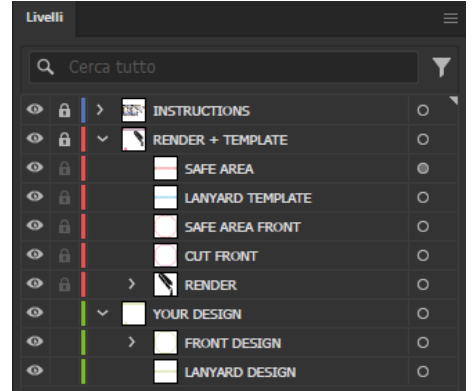 Livelli
Cerca tutto
INSTRUCTIONS
RENDER + TEMPLATE
SAFE AREA
LANYARD TEMPLATE
SAFE AREA FRONT
CUT FRONT
RENDER
YOUR DESIGN
FRONT DESIGN
LANYARD DESIGN